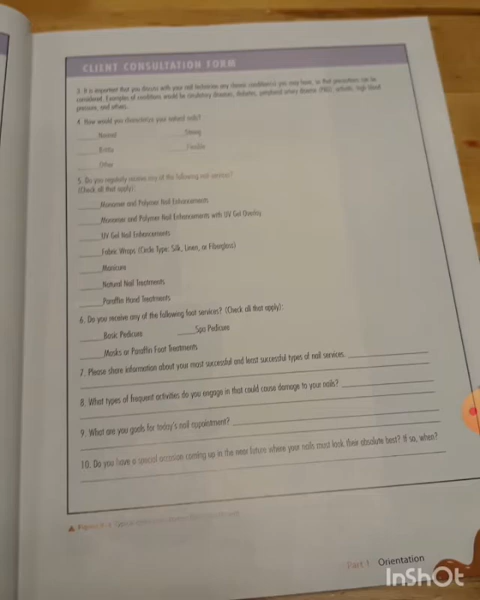 CLIENT CONSULTATION FORM
3. It is important that you discuss with your nail technician any chronic condition(s) you may have, so that precautions can be
considered. Examples of conditions would be circulatory diseases, diabetes, peripheral artery disease (PAD), arthritis, high blood
pressure, and others.
4. How would you characterize your natural nails?
Normal Strong
Brittle Flexible
Other
5. Do you regularly receive any of the following nail services?
(Check all that apply):
Monomer and Polymer Nail Enhancements
Monomer and Polymer Nail Enhancements with UV Gel Overlay
UV Gel Nail Enhancements
Fabric Wraps (Circle Type: Silk, Linen, or Fiberglass)
Manicure
Natural Nail Treatments
Paraffin Hand Treatments
6. Do you receive any of the following foot services? (Check all that apply):
Basic Pedicure Spa Pedicure
Masks or Paraffin Foot Treatments
7. Please share information about your most successful and least successful types of nail services.
8. What types of frequent activities do you engage in that could cause damage to your nails?
9. What are you goals for today's nail appointment?
10. Do you have a special occasion coming up in the near future where your nails must look their absolute best? If so, when?
Part 1 Orientation
InShOt